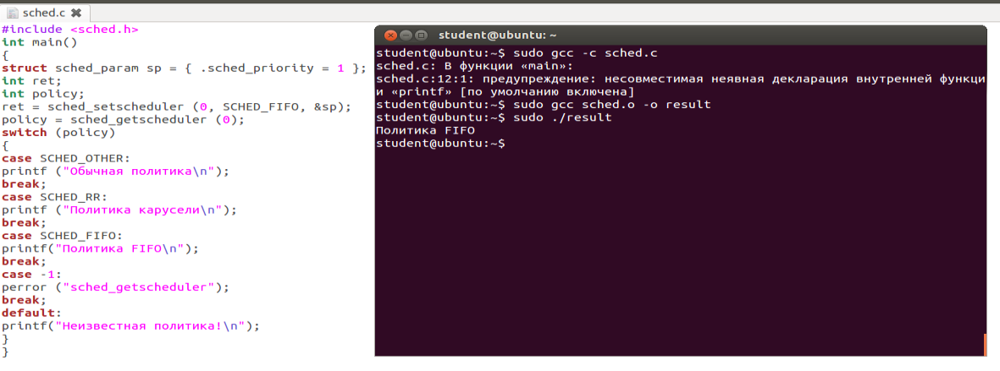 sched.c
#include <sched.h>
int main()
{
struct sched_param sp = { .sched_priority = 1 };
int ret;
int policy;
ret = sched_setscheduler (0, SCHED_FIFO, &sp);
policy = sched_getscheduler (0);
switch (policy)
{
case SCHED_OTHER:
printf ("Обычная политика\n");
break;
case SCHED_RR:
printf ("Политика карусели\n");
break;
case SCHED_FIFO:
printf("Политика FIFO\n");
break;
case -1:
perror ("sched_getscheduler");
break;
default:
printf("Неизвестная политика!\n");
}
}
student@ubuntu: ~
student@ubuntu:~$ sudo gcc -c sched.c
sched.c: В функции «main»:
sched.c:12:1: предупреждение: несовместимая неявная декларация внутренней функци
и «printf» [по умолчанию включена]
student@ubuntu:~$ sudo gcc sched.o -o result
student@ubuntu:~$ sudo ./result
Политика FIFO
student@ubuntu:~$